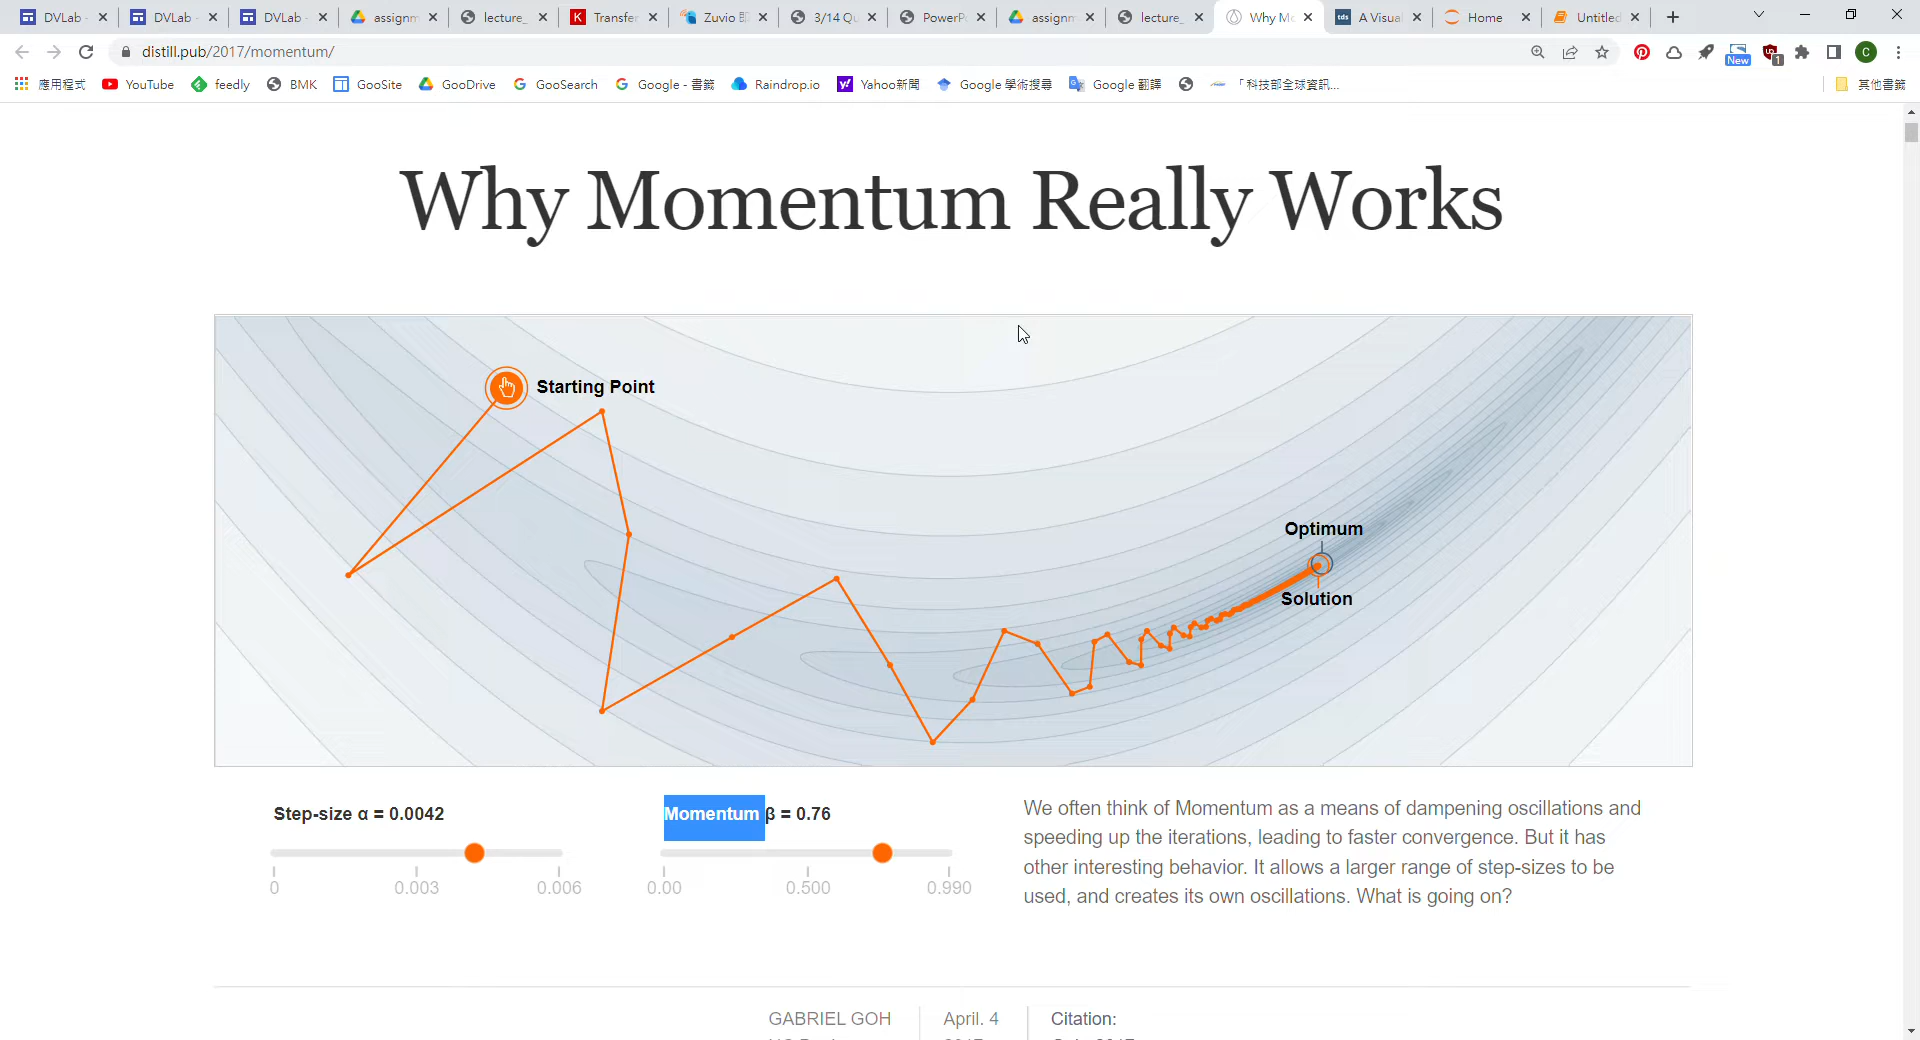 DVLab - DVLab - DVLab - assignm lecture_ Transfer Zuvio 即 3/14 Qu PowerPo assignm lecture_ Why Mo A Visual Home Untitled
distill.pub/2017/momentum/
New 1 C
應用程式 YouTube feedly BMK GooSite GooDrive GooSearch Google - 書籤 Raindrop.io Yahoo新聞 Google 學術搜尋 Google 翻譯 「科技部全球資訊... 其他書籤
Why Momentum Really Works
Starting Point
Optimum
Solution
Step-size α = 0.0042
0 0.003 0.006
Momentum β = 0.76
0.00 0.500 0.990
We often think of Momentum as a means of dampening oscillations and
speeding up the iterations, leading to faster convergence. But it has
other interesting behavior. It allows a larger range of step-sizes to be
used, and creates its own oscillations. What is going on?
GABRIEL GOH April. 4 Citation: